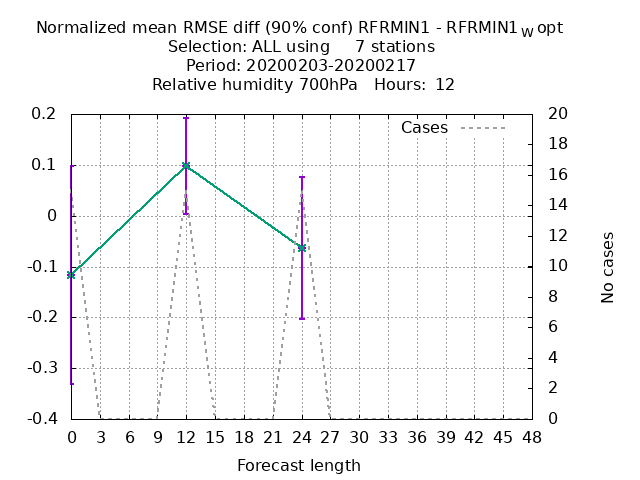 Normalized mean RMSE diff (90% conf) RFRMIN1 - RFRMIN1wopt
Selection: ALL using 7 stations
Period: 20200203-20200217
Relative humidity 700hPa Hours: 12
Cases
0.2
0.1
0
-0.1
-0.2
-0.3
-0.4
20
18
16
14
12
10
8
6
4
2
0
No cases
0 3 6 9 12 15 18 21 24 27 30 33 36 39 42 45 48
Forecast length